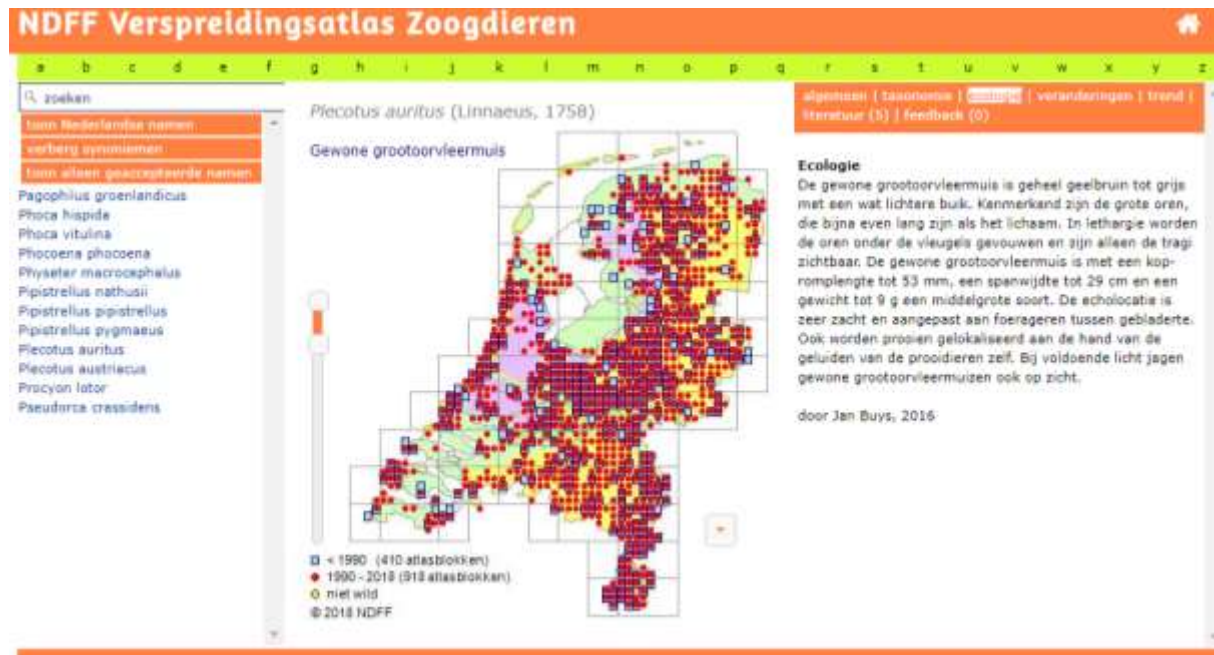 NDFF Verspreidingsatlas Zoogdieren
a b c d e f g h i j k l m n o p q r s t u v w x y z
zoeken
toon Nederlandse namen
verberg synoniemen
toon alleen geaccepteerde namen
Pagophilus groenlandicus
Phoca hispida
Phoca vitulina
Phocoena phocoena
Physeter macrocephalus
Pipistrellus nathusii
Pipistrellus pipistrellus
Pipistrellus pygmaeus
Plecotus auritus
Plecotus austriacus
Procyon lotor
Pseudorca crassidens
Plecotus auritus (Linnaeus, 1758)
Gewone grootoorvleermuis
< 1990 (410 atlasblokken)
1990 - 2018 (918 atlasblokken)
niet wild
© 2018 NDFF
algemeen | taxonomie | ecologie | veranderingen | trend |
literatuur (5) | feedback (0)
Ecologie
De gewone grootoorvleermuis is geheel geelbruin tot grijs
met een wat lichtere buik. Kenmerkend zijn de grote oren,
die bijna even lang zijn als het lichaam. In lethargie worden
de oren onder de vleugels gevouwen en zijn alleen de tragi
zichtbaar. De gewone grootoorvleermuis is met een kop-
romplengte tot 53 mm, een spanwijdte tot 29 cm en een
gewicht tot 9 g een middelgrote soort. De echolocatie is
zeer zacht en aangepast aan foerageren tussen gebladerte.
Ook worden prooien gelokaliseerd aan de hand van de
geluiden van de prooidieren zelf. Bij voldoende licht jagen
gewone grootoorvleermuizen ook op zicht.
door Jan Buys, 2016